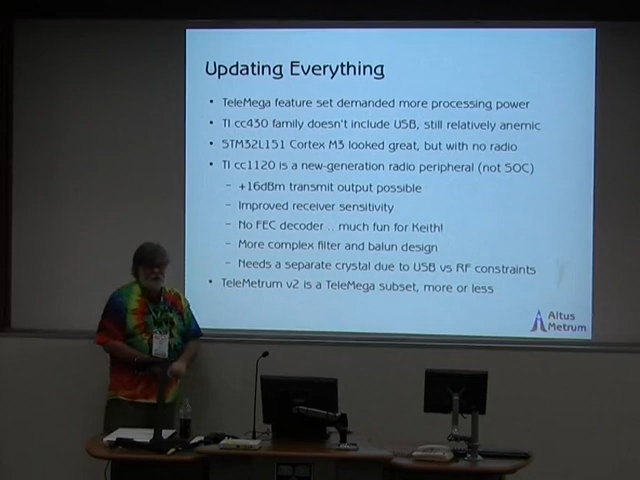 Updating Everything
• TeleMega feature set demanded more processing power
• TI cc430 family doesn't include USB, still relatively anemic
• STM32L151 Cortex M3 looked great, but with no radio
• TI cc1120 is a new-generation radio peripheral (not SOC)
– +16dBm transmit output possible
– Improved receiver sensitivity
– No FEC decoder .. much fun for Keith!
– More complex filter and balun design
– Needs a separate crystal due to USB vs RF constraints
• TeleMetrum v2 is a TeleMega subset, more or less
Altus
Metrum